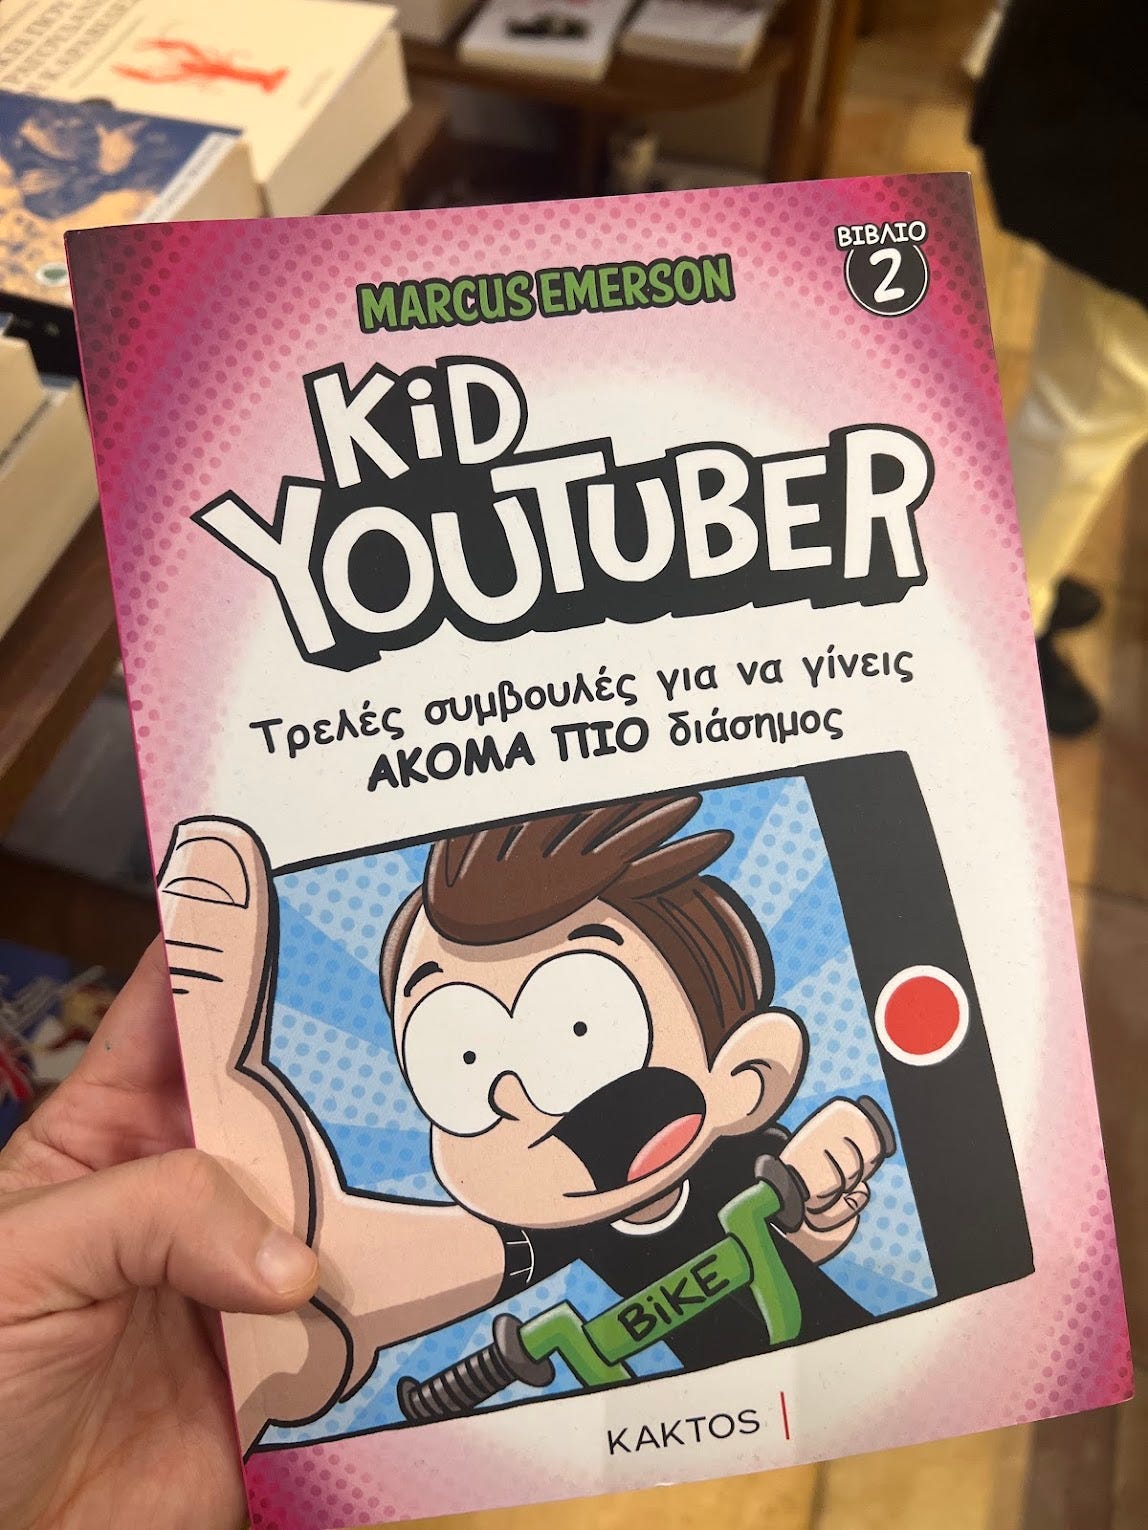 MARCUS EMERSON
ΒΙΒΛΙΟ
2
KiD
YOUTUBER
Τρελές συμβουλές για να γίνεις
ΑΚΟΜΑ ΠΙΟ διάσημος
BiKE
KAKTOS